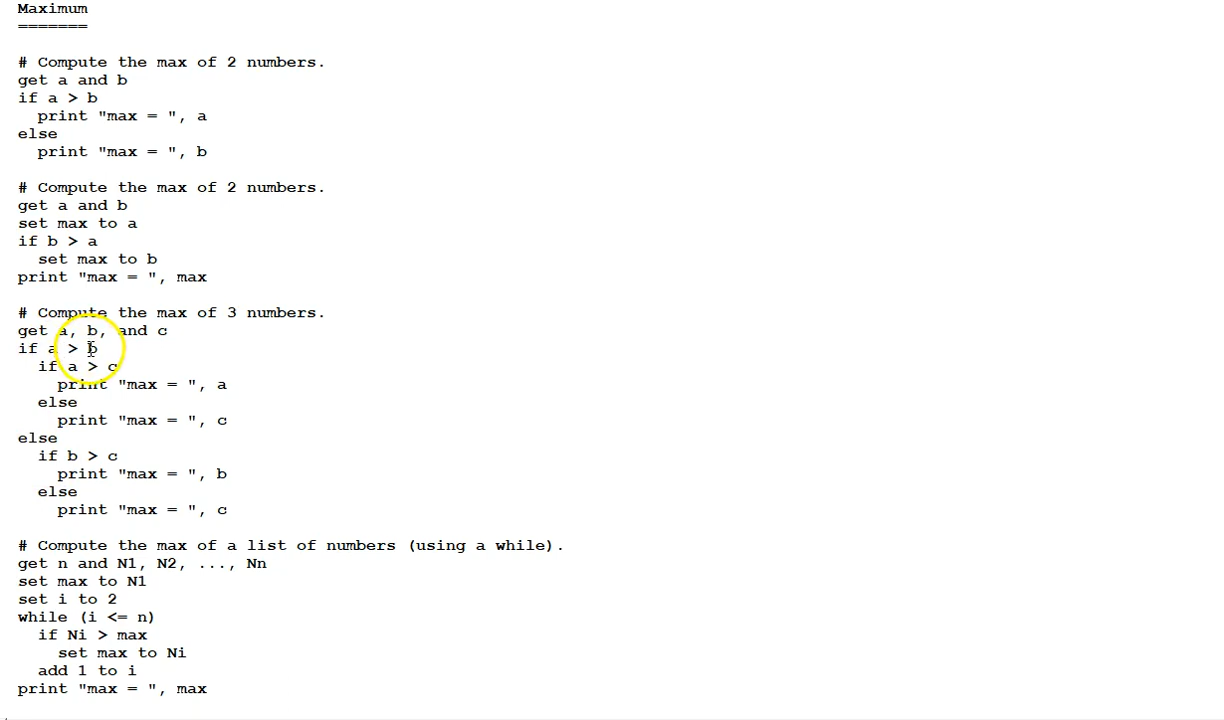 Maximum
=======
# Compute the max of 2 numbers.
get a and b
if a > b
  print "max = ", a
else
  print "max = ", b
# Compute the max of 2 numbers.
get a and b
set max to a
if b > a
  set max to b
print "max = ", max
# Compute the max of 3 numbers.
get a, b, and c
if a > b
  if a > c
    print "max = ", a
  else
    print "max = ", c
else
  if b > c
    print "max = ", b
  else
    print "max = ", c
# Compute the max of a list of numbers (using a while).
get n and N1, N2, ..., Nn
set max to N1
set i to 2
while (i <= n)
  if Ni > max
    set max to Ni
  add 1 to i
print "max = ", max